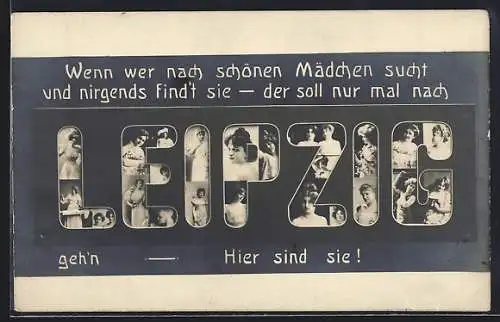 Wenn wer nach schönen Mädchen sucht
und nirgends find't sie — der soll nur mal nach
LEIPZIG
geh'n — Hier sind sie!